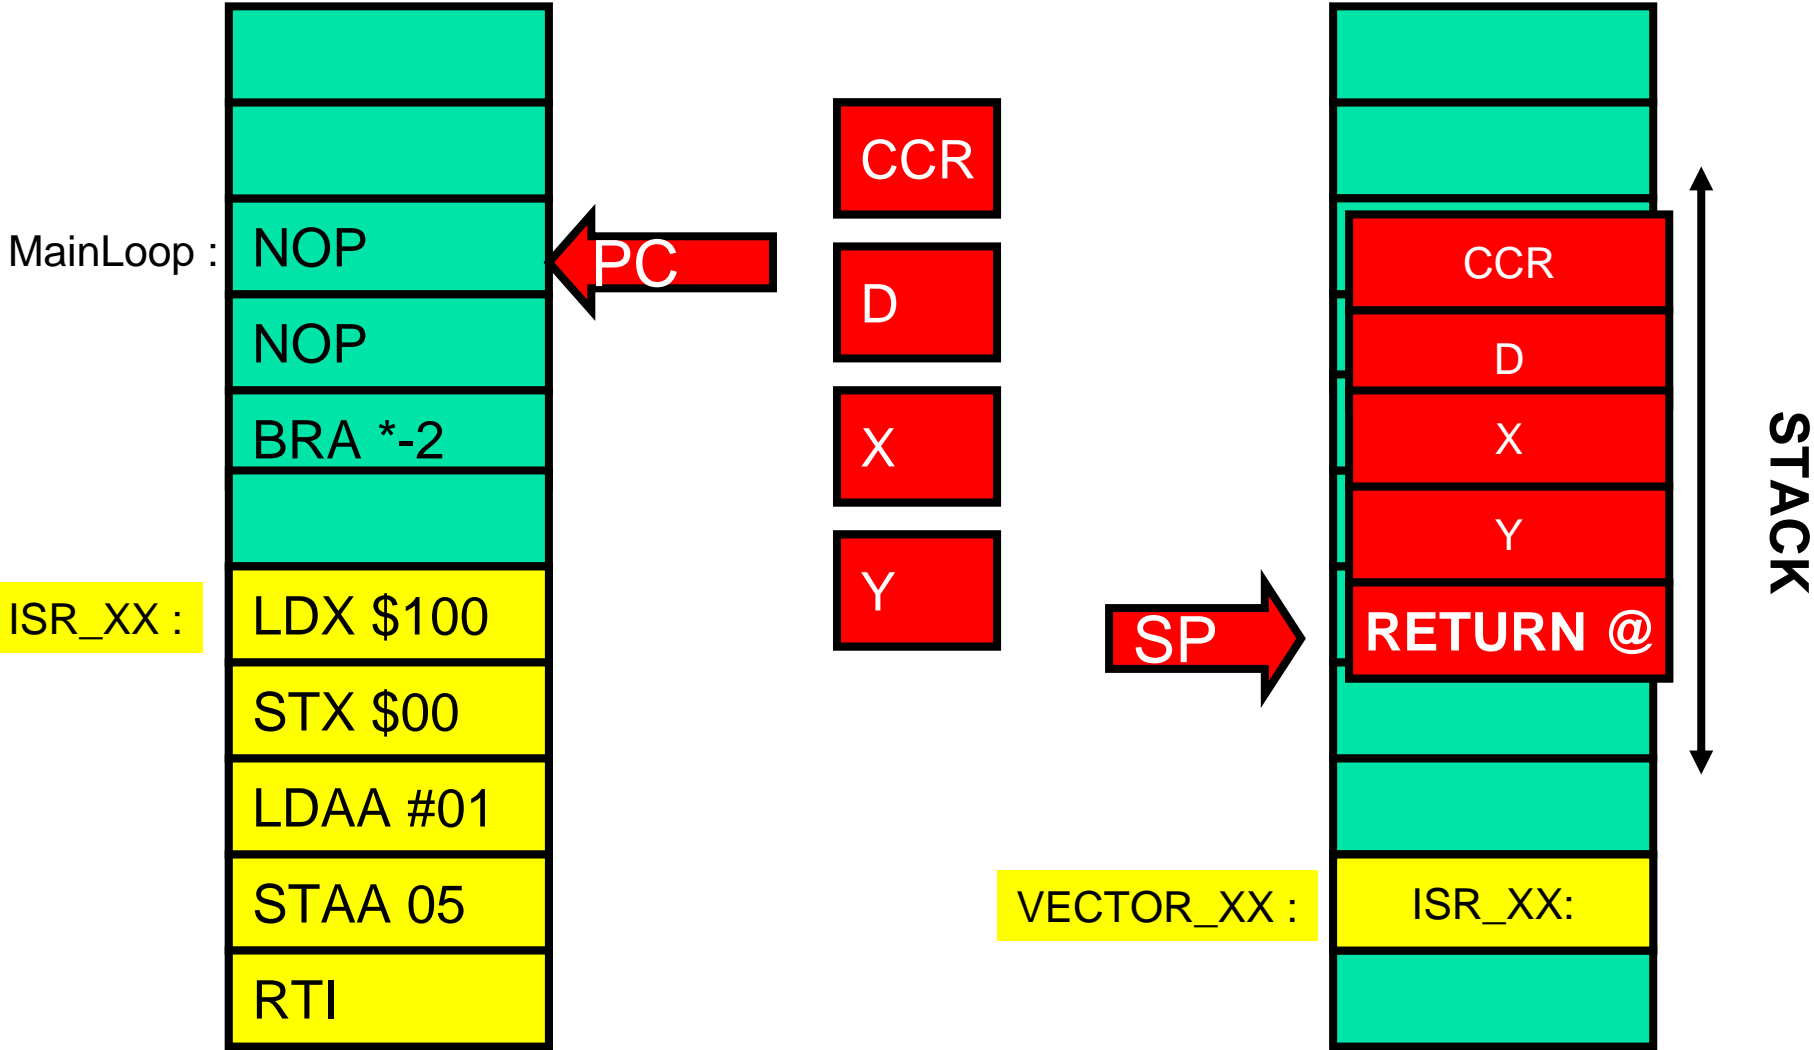 MainLoop :
NOP
NOP
BRA *-2
ISR_XX :
LDX $100
STX $00
LDAA #01
STAA 05
RTI
PC
CCR
D
X
Y
SP
CCR
D
X
Y
RETURN @
STACK
VECTOR_XX :
ISR_XX: